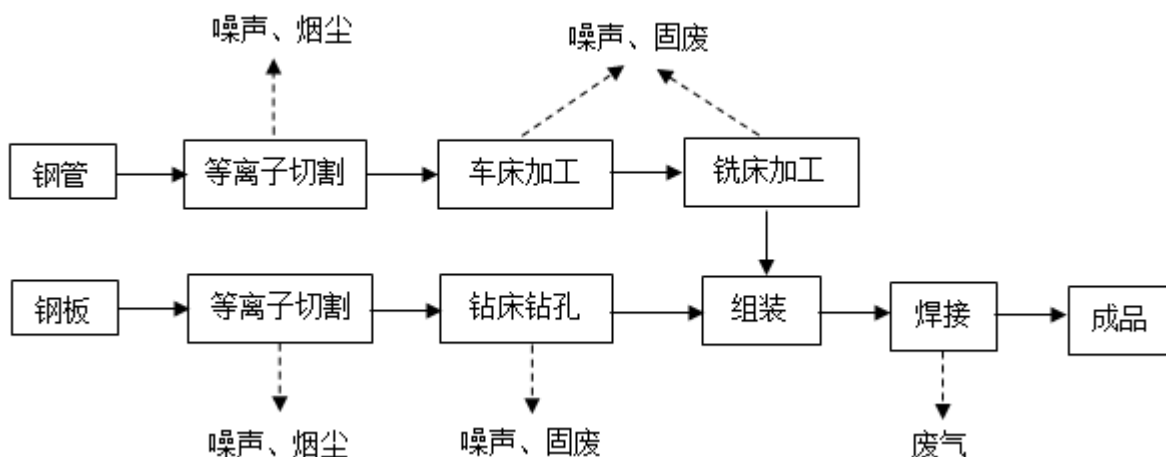 噪声、烟尘
噪声、固废
钢管
等离子切割
车床加工
铣床加工
钢板
等离子切割
钻床钻孔
组装
焊接
成品
噪声、烟尘
噪声、固废
废气